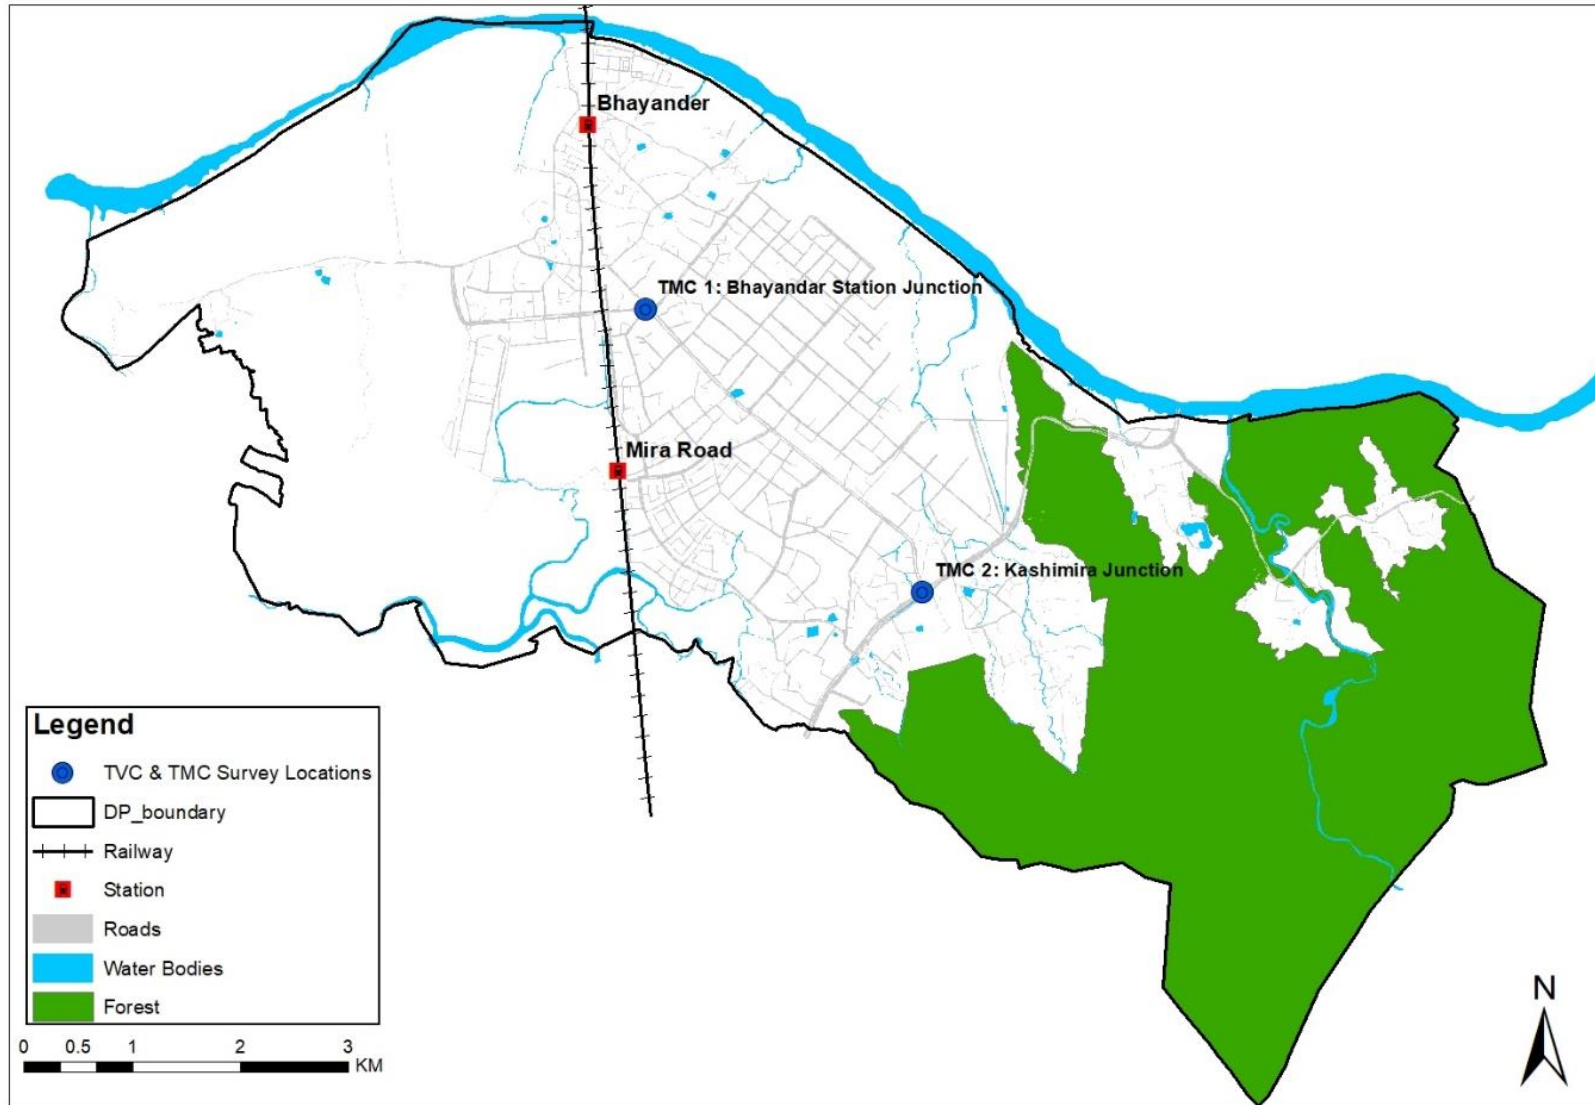 Bhayander
TMC 1: Bhayandar Station Junction
Mira Road
TMC 2: Kashimira Junction
Legend
TVC & TMC Survey Locations
DP_boundary
Railway
Station
Roads
Water Bodies
Forest
0 0.5 1 2 3
KM
N